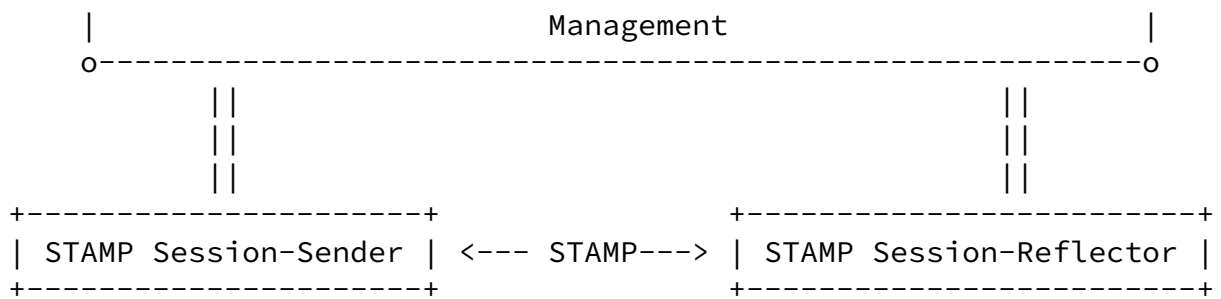 |                      Management                      |
o----------------------------------------------------------o
||                                ||
||                                ||
||                                ||
+----------------------+            +-------------------------+
| STAMP Session-Sender | <--- STAMP---> | STAMP Session-Reflector |
+----------------------+            +-------------------------+